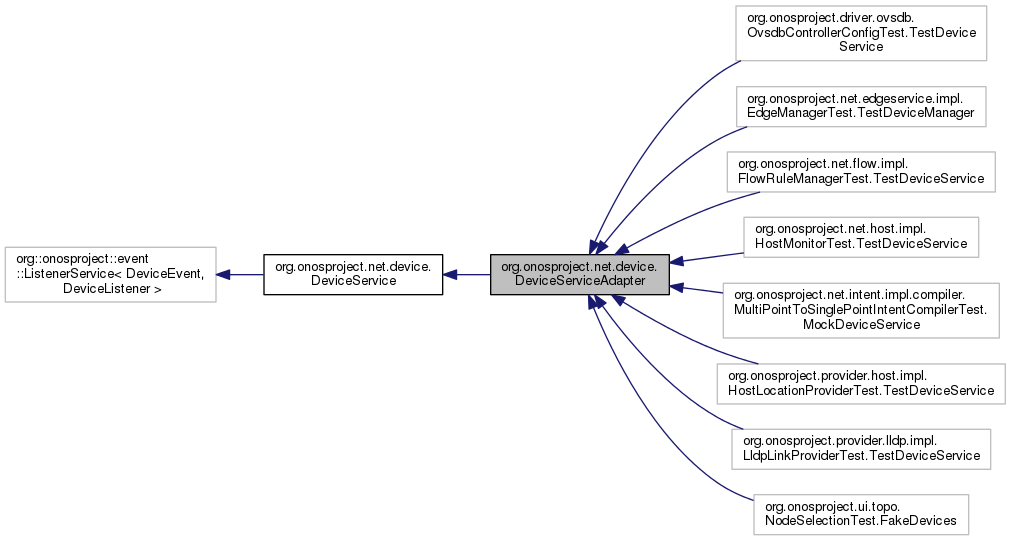 org::onosproject::event
::ListenerService< DeviceEvent,
DeviceListener >
org.onosproject.net.device.
DeviceService
org.onosproject.net.device.
DeviceServiceAdapter
org.onosproject.driver.ovsdb.
OvsdbControllerConfigTest.TestDevice
Service
org.onosproject.net.edgeservice.impl.
EdgeManagerTest.TestDeviceManager
org.onosproject.net.flow.impl.
FlowRuleManagerTest.TestDeviceService
org.onosproject.net.host.impl.
HostMonitorTest.TestDeviceService
org.onosproject.net.intent.impl.compiler.
MultiPointToSinglePointIntentCompilerTest.
MockDeviceService
org.onosproject.provider.host.impl.
HostLocationProviderTest.TestDeviceService
org.onosproject.provider.lldp.impl.
LldpLinkProviderTest.TestDeviceService
org.onosproject.ui.topo.
NodeSelectionTest.FakeDevices